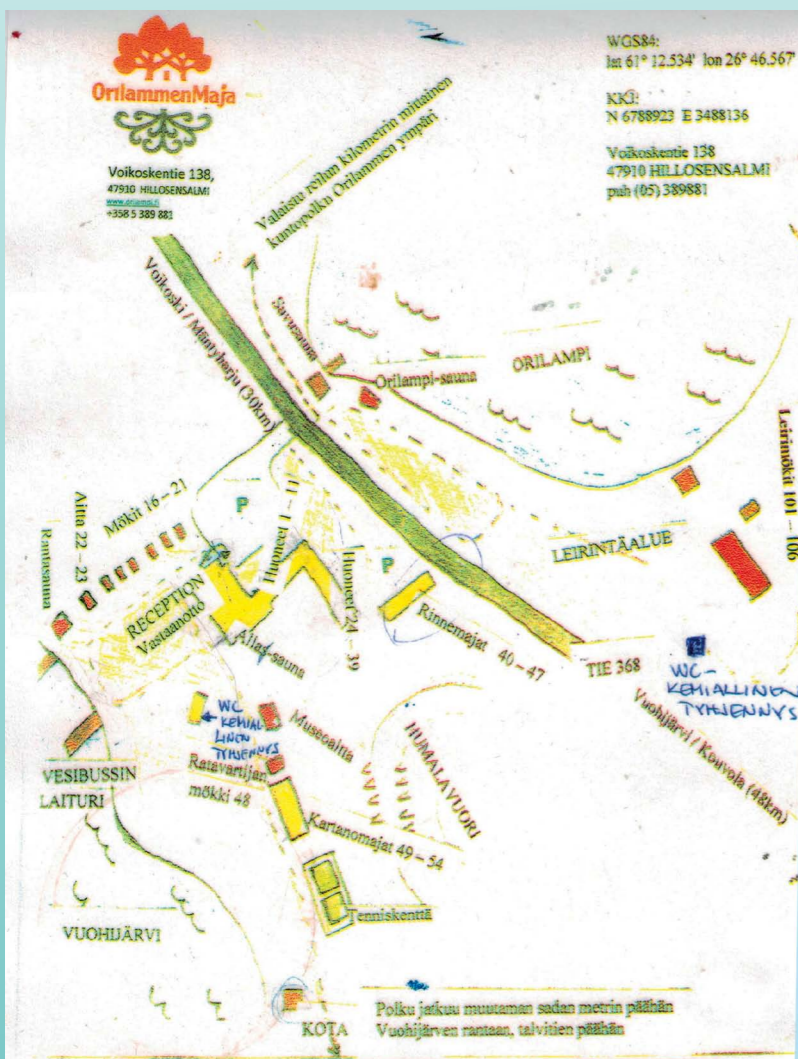 OrilammenMaja
Voikoskentie 138,
47910 HILLOSENSALMI
www.orilampi.fi
+358 5 389 881
WGS84:
lat 61° 12.534' lon 26° 46.567'
KKJ:
N 6788923 E 3488136
Voikoskentie 138
47910 HILLOSENSALMI
puh (05) 389881
Valaistu reilun kilometrin mittainen
kuntopolku Orilammen ympäri
Voikoski / Mäntyharju (30km)
Savusauna
Orilampi-sauna
ORILAMPI
Leirimökit 101 – 106
LEIRINTÄALUE
Mökit 16 – 21
Aitta 22 – 23
Rantasauna
P
Huoneet 1 – 11
Huoneet 24 – 39
P
RECEPTION
Vastaanotto
Allas-sauna
Rinnemajat 40 – 47
TIE 368
WC-
KEMIALLINEN
TYHJENNYS
Vuohijärvi / Kouvola (48km)
WC
KEMIAL
LINEN
TYHJENNYS
Museoaitta
HUMALAVUORI
Ratavartijan
mökki 48
Kartanomajat 49 – 54
VESIBUSSIN
LAITURI
Tenniskenttä
VUOHIJÄRVI
KOTA
Polku jatkuu muutaman sadan metrin päähän
Vuohijärven rantaan, talvitien päähän